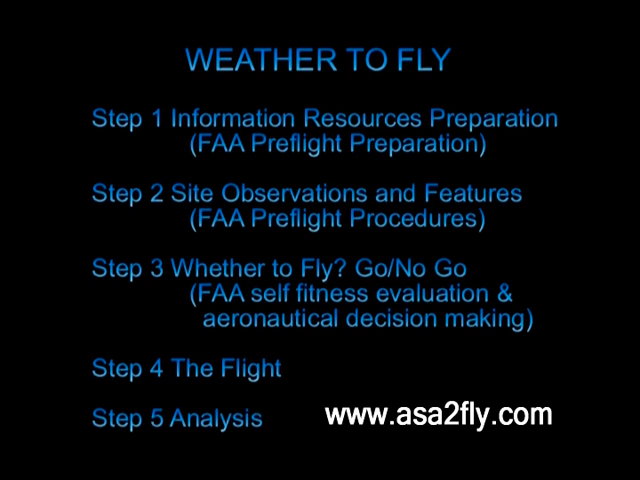 WEATHER TO FLY
Step 1 Information Resources Preparation
(FAA Preflight Preparation)
Step 2 Site Observations and Features
(FAA Preflight Procedures)
Step 3 Whether to Fly? Go/No Go
(FAA self fitness evaluation &
aeronautical decision making)
Step 4 The Flight
Step 5 Analysis
www.asa2fly.com